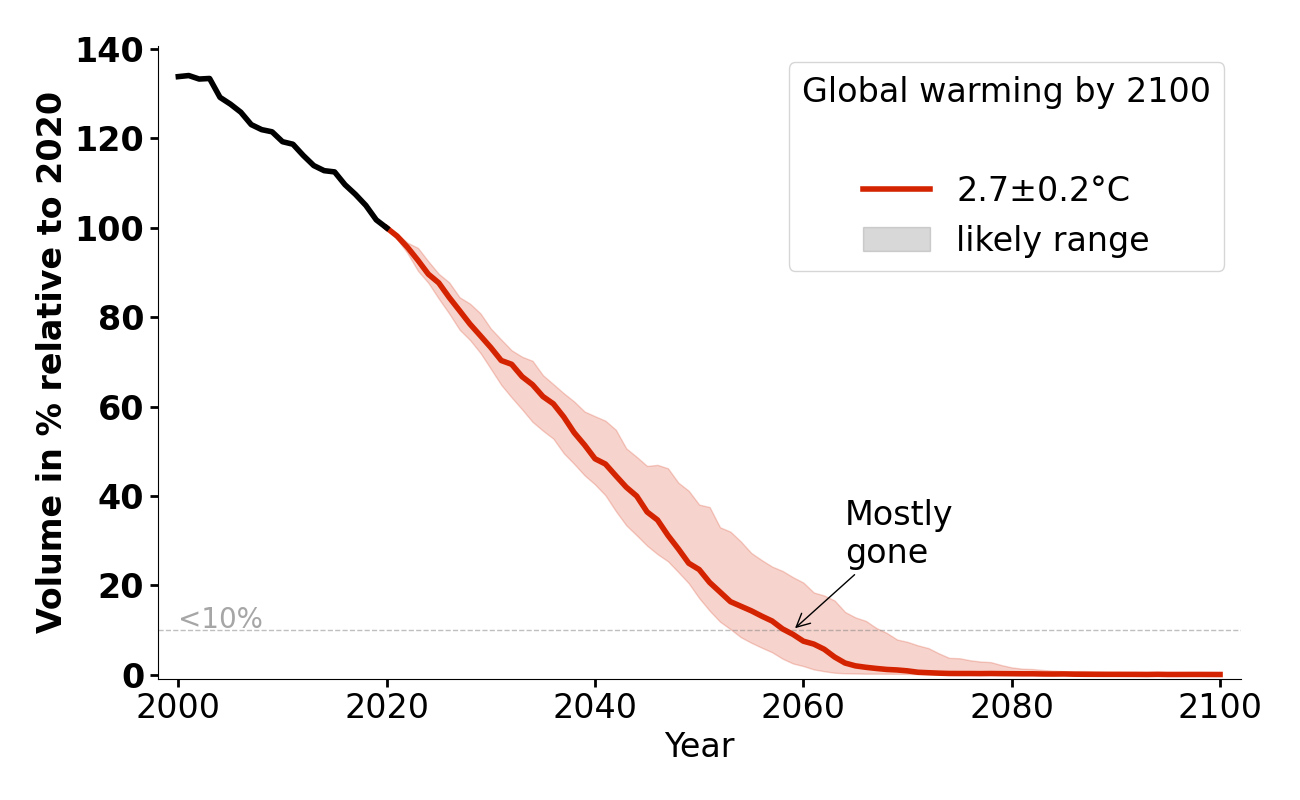 140
120
100
80
60
40
20
0
Volume in % relative to 2020
Global warming by 2100
2.7±0.2°C
likely range
Mostly
gone
<10%
2000
2020
2040
2060
2080
2100
Year